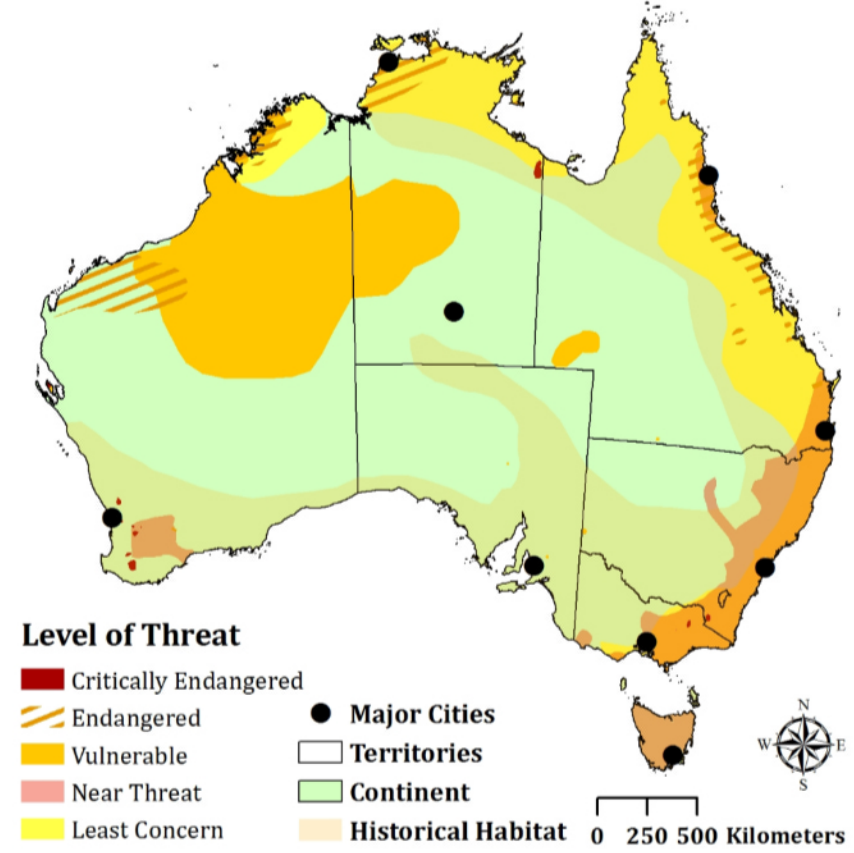 Level of Threat
Critically Endangered
Endangered
Vulnerable
Near Threat
Least Concern
Major Cities
Territories
Continent
Historical Habitat
N
W E
S
0 250 500 Kilometers